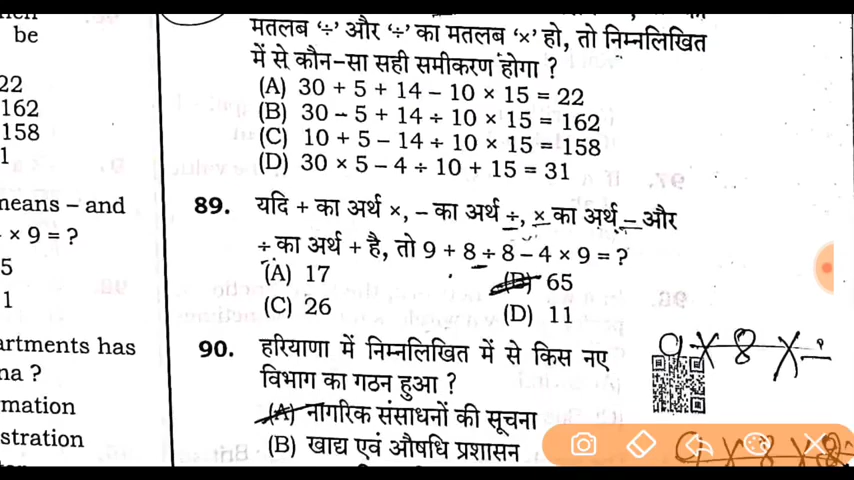 be
22
162
158
1
means – and
× 9 = ?
5
1
artments has
na ?
mation
stration
मतलब '÷' और '÷' का मतलब '×' हो, तो निम्नलिखित
में से कौन-सा सही समीकरण होगा ?
(A) 30 + 5 + 14 – 10 × 15 = 22
(B) 30 – 5 + 14 ÷ 10 × 15 = 162
(C) 10 + 5 – 14 ÷ 10 × 15 = 158
(D) 30 × 5 – 4 ÷ 10 + 15 = 31
89. यदि + का अर्थ ×, – का अर्थ ÷, × का अर्थ – और
÷ का अर्थ + है, तो 9 + 8 ÷ 8 – 4 × 9 = ?
(A) 17
(B) 65
(C) 26
(D) 11
90. हरियाणा में निम्नलिखित में से किस नए
विभाग का गठन हुआ ?
(A) नागरिक संसाधनों की सूचना
(B) खाद्य एवं औषधि प्रशासन
9 × 8 ×